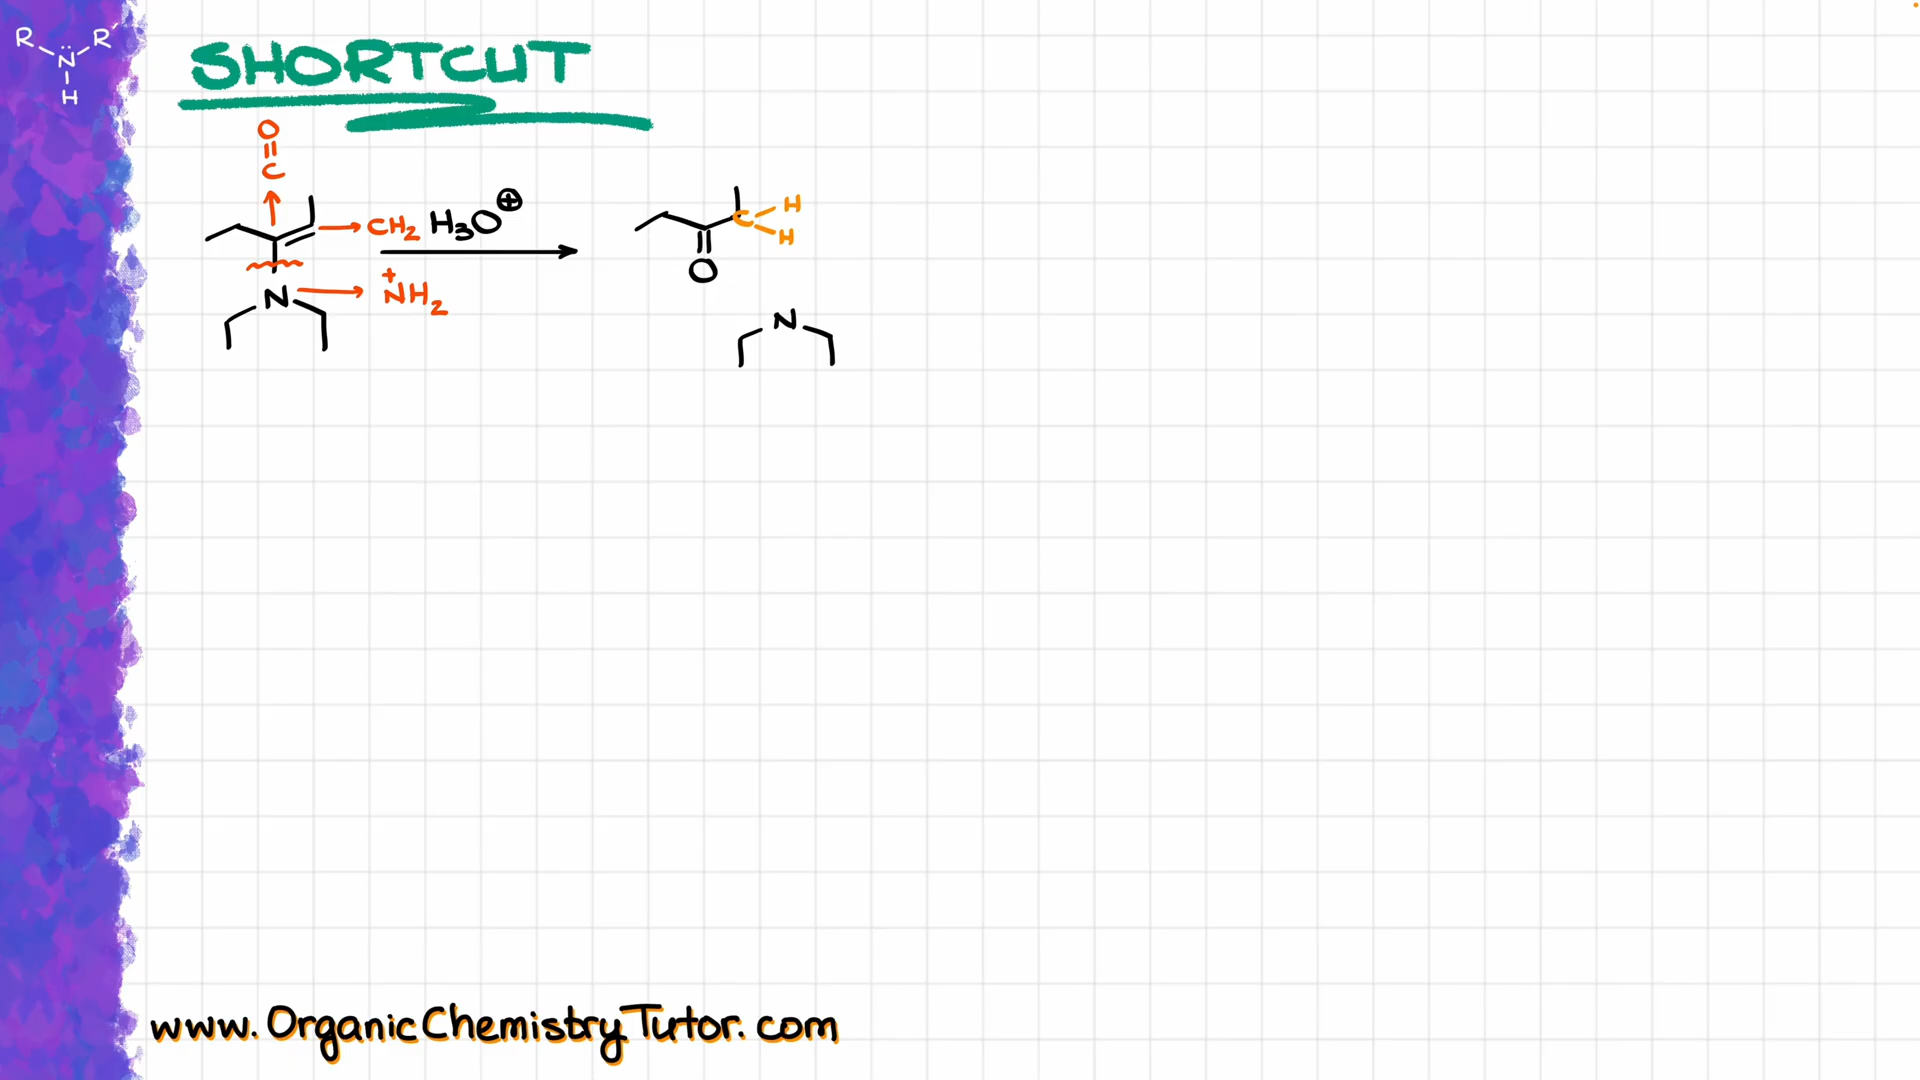 R N̈ R'
H
SHORTCUT
O
C
CH₂ H₃O⊕
⁺NH₂
N
C H
H
O
N
www.OrganicChemistryTutor.com